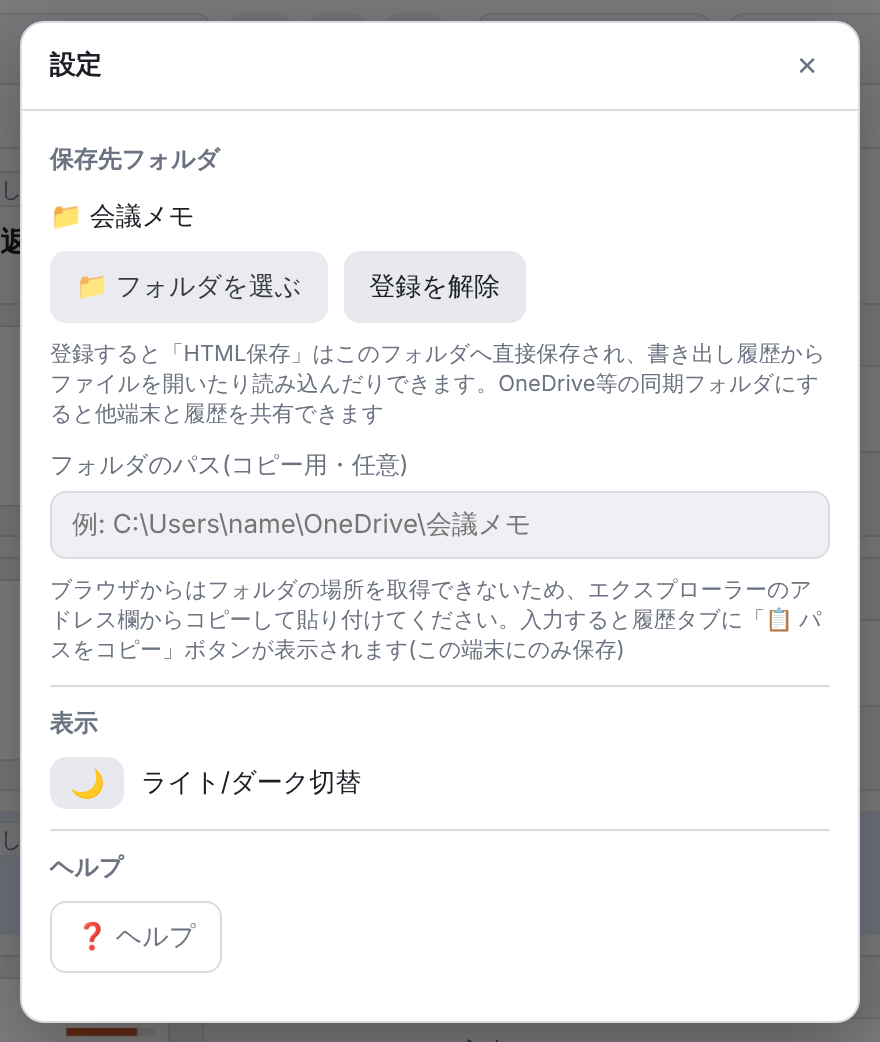 設定
×
保存先フォルダ
📁 会議メモ
📁 フォルダを選ぶ
登録を解除
登録すると「HTML保存」はこのフォルダへ直接保存され、書き出し履歴から
ファイルを開いたり読み込んだりできます。OneDrive等の同期フォルダにす
ると他端末と履歴を共有できます
フォルダのパス(コピー用・任意)
例: C:\Users\name\OneDrive\会議メモ
ブラウザからはフォルダの場所を取得できないため、エクスプローラーのア
ドレス欄からコピーして貼り付けてください。入力すると履歴タブに「📋 パ
スをコピー」ボタンが表示されます(この端末にのみ保存)
表示
🌙 ライト/ダーク切替
ヘルプ
❓ ヘルプ
し
返
し